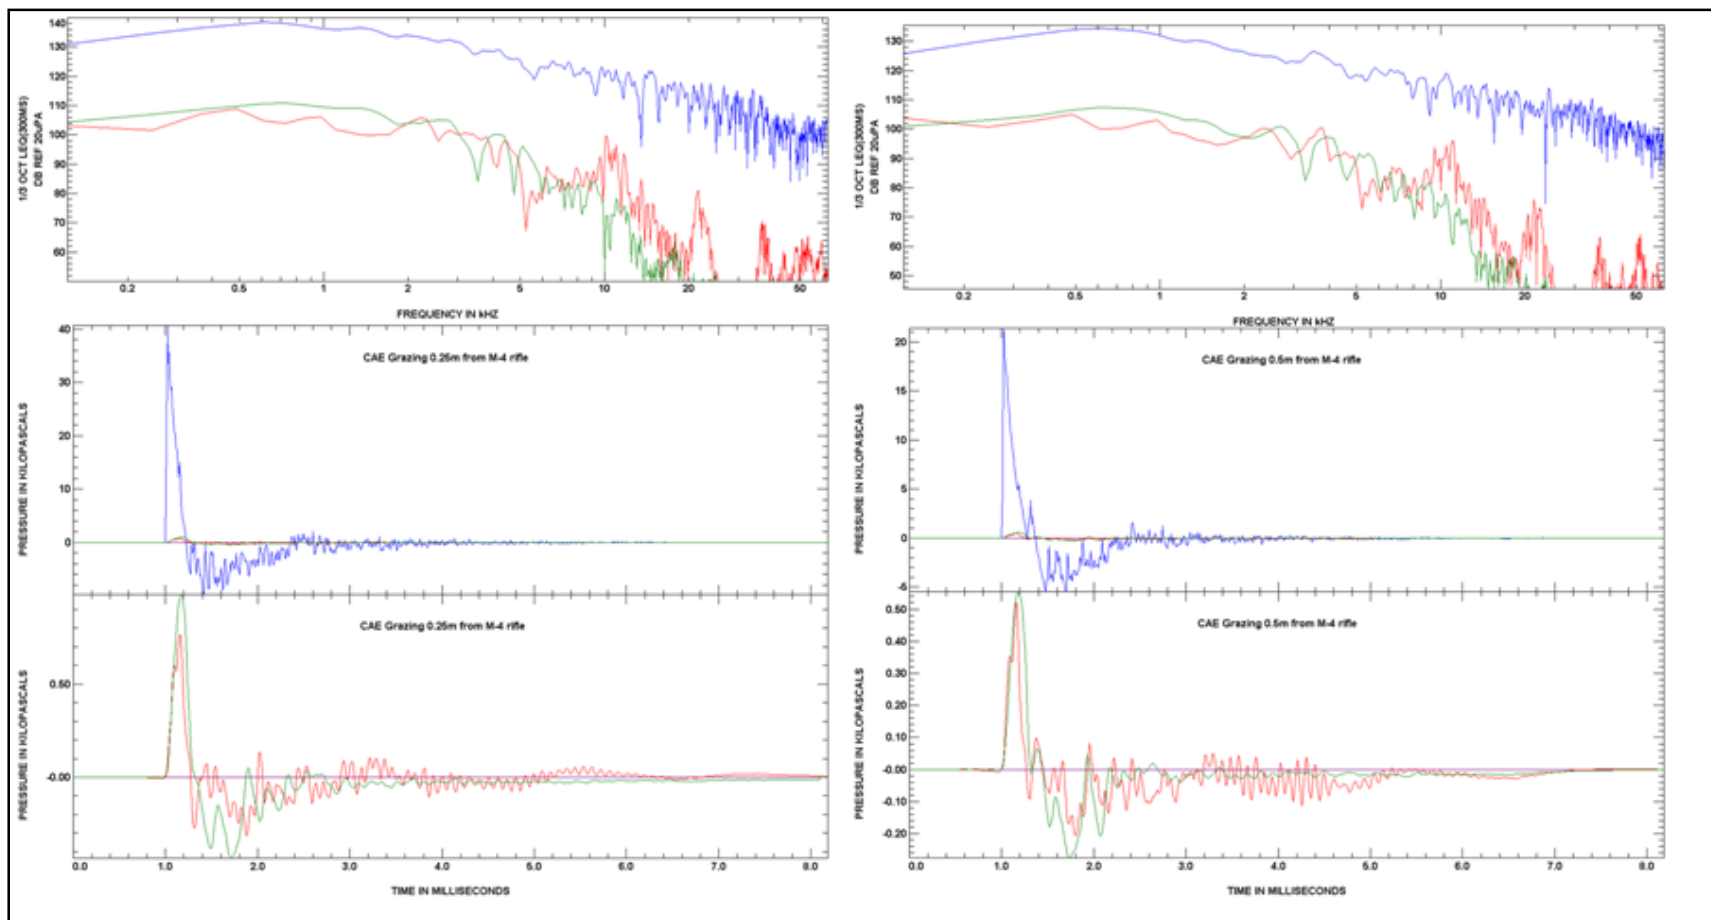 140
130
120
110
100
90
80
70
60
1/3 OCT LEQ(300MS)
DB REF 20uPA
0.2 0.5 1 2 5 10 20 50
FREQUENCY IN kHZ
130
120
110
100
90
80
70
60
50
1/3 OCT LEQ(300MS)
DB REF 20uPA
0.2 0.5 1 2 5 10 20 50
FREQUENCY IN kHZ
40
30
20
10
0
PRESSURE IN KILOPASCALS
CAE Grazing 0.25m from M-4 rifle
20
15
10
5
0
-5
PRESSURE IN KILOPASCALS
CAE Grazing 0.5m from M-4 rifle
0.50
-0.00
PRESSURE IN KILOPASCALS
CAE Grazing 0.25m from M-4 rifle
0.0 1.0 2.0 3.0 4.0 5.0 6.0 7.0 8.0
TIME IN MILLISECONDS
0.50
0.40
0.30
0.20
0.10
-0.00
-0.10
-0.20
PRESSURE IN KILOPASCALS
CAE Grazing 0.5m from M-4 rifle
0.0 1.0 2.0 3.0 4.0 5.0 6.0 7.0 8.0
TIME IN MILLISECONDS